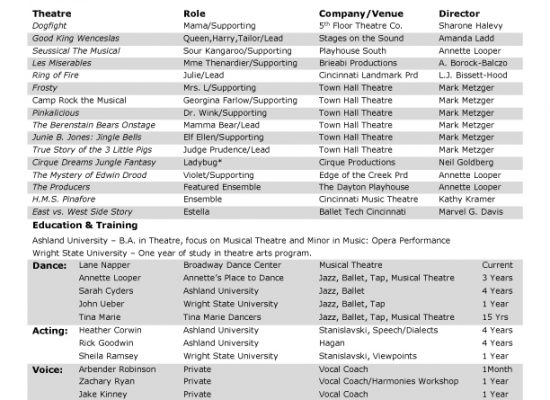 Theatre Role Company/Venue Director
Dogfight Mama/Supporting 5th Floor Theatre Co. Sharone Halevy
Good King Wenceslas Queen,Harry,Tailor/Lead Stages on the Sound Amanda Ladd
Seussical The Musical Sour Kangaroo/Supporting Playhouse South Annette Looper
Les Miserables Mme Thenardier/Supporting Brieabi Productions A. Borock-Balczo
Ring of Fire Julie/Lead Cincinnati Landmark Prd L.J. Bissett-Hood
Frosty Mrs. L/Supporting Town Hall Theatre Mark Metzger
Camp Rock the Musical Georgina Farlow/Supporting Town Hall Theatre Mark Metzger
Pinkalicious Dr. Wink/Supporting Town Hall Theatre Mark Metzger
The Berenstain Bears Onstage Mamma Bear/Lead Town Hall Theatre Mark Metzger
Junie B. Jones: Jingle Bells Elf Ellen/Supporting Town Hall Theatre Mark Metzger
True Story of the 3 Little Pigs Judge Prudence/Lead Town Hall Theatre Mark Metzger
Cirque Dreams Jungle Fantasy Ladybug* Cirque Productions Neil Goldberg
The Mystery of Edwin Drood Violet/Supporting Edge of the Creek Prd Annette Looper
The Producers Featured Ensemble The Dayton Playhouse Annette Looper
H.M.S. Pinafore Ensemble Cincinnati Music Theatre Kathy Kramer
East vs. West Side Story Estella Ballet Tech Cincinnati Marvel G. Davis
Education & Training
Ashland University – B.A. in Theatre, focus on Musical Theatre and Minor in Music: Opera Performance
Wright State University – One year of study in theatre arts program.
Dance: Lane Napper Broadway Dance Center Musical Theatre Current
Annette Looper Annette's Place to Dance Jazz, Ballet, Tap, Musical Theatre 3 Years
Sarah Cyders Ashland University Jazz, Ballet 4 Years
John Ueber Wright State University Jazz, Ballet, Tap 1 Year
Tina Marie Tina Marie Dancers Jazz, Ballet, Tap, Musical Theatre 15 Yrs
Acting: Heather Corwin Ashland University Stanislavski, Speech/Dialects 4 Years
Rick Goodwin Ashland University Hagan 4 Years
Sheila Ramsey Wright State University Stanislavski, Viewpoints 1 Year
Voice: Arbender Robinson Private Vocal Coach 1Month
Zachary Ryan Private Vocal Coach/Harmonies Workshop 1 Year
Jake Kinney Private Vocal Coach 1 Year